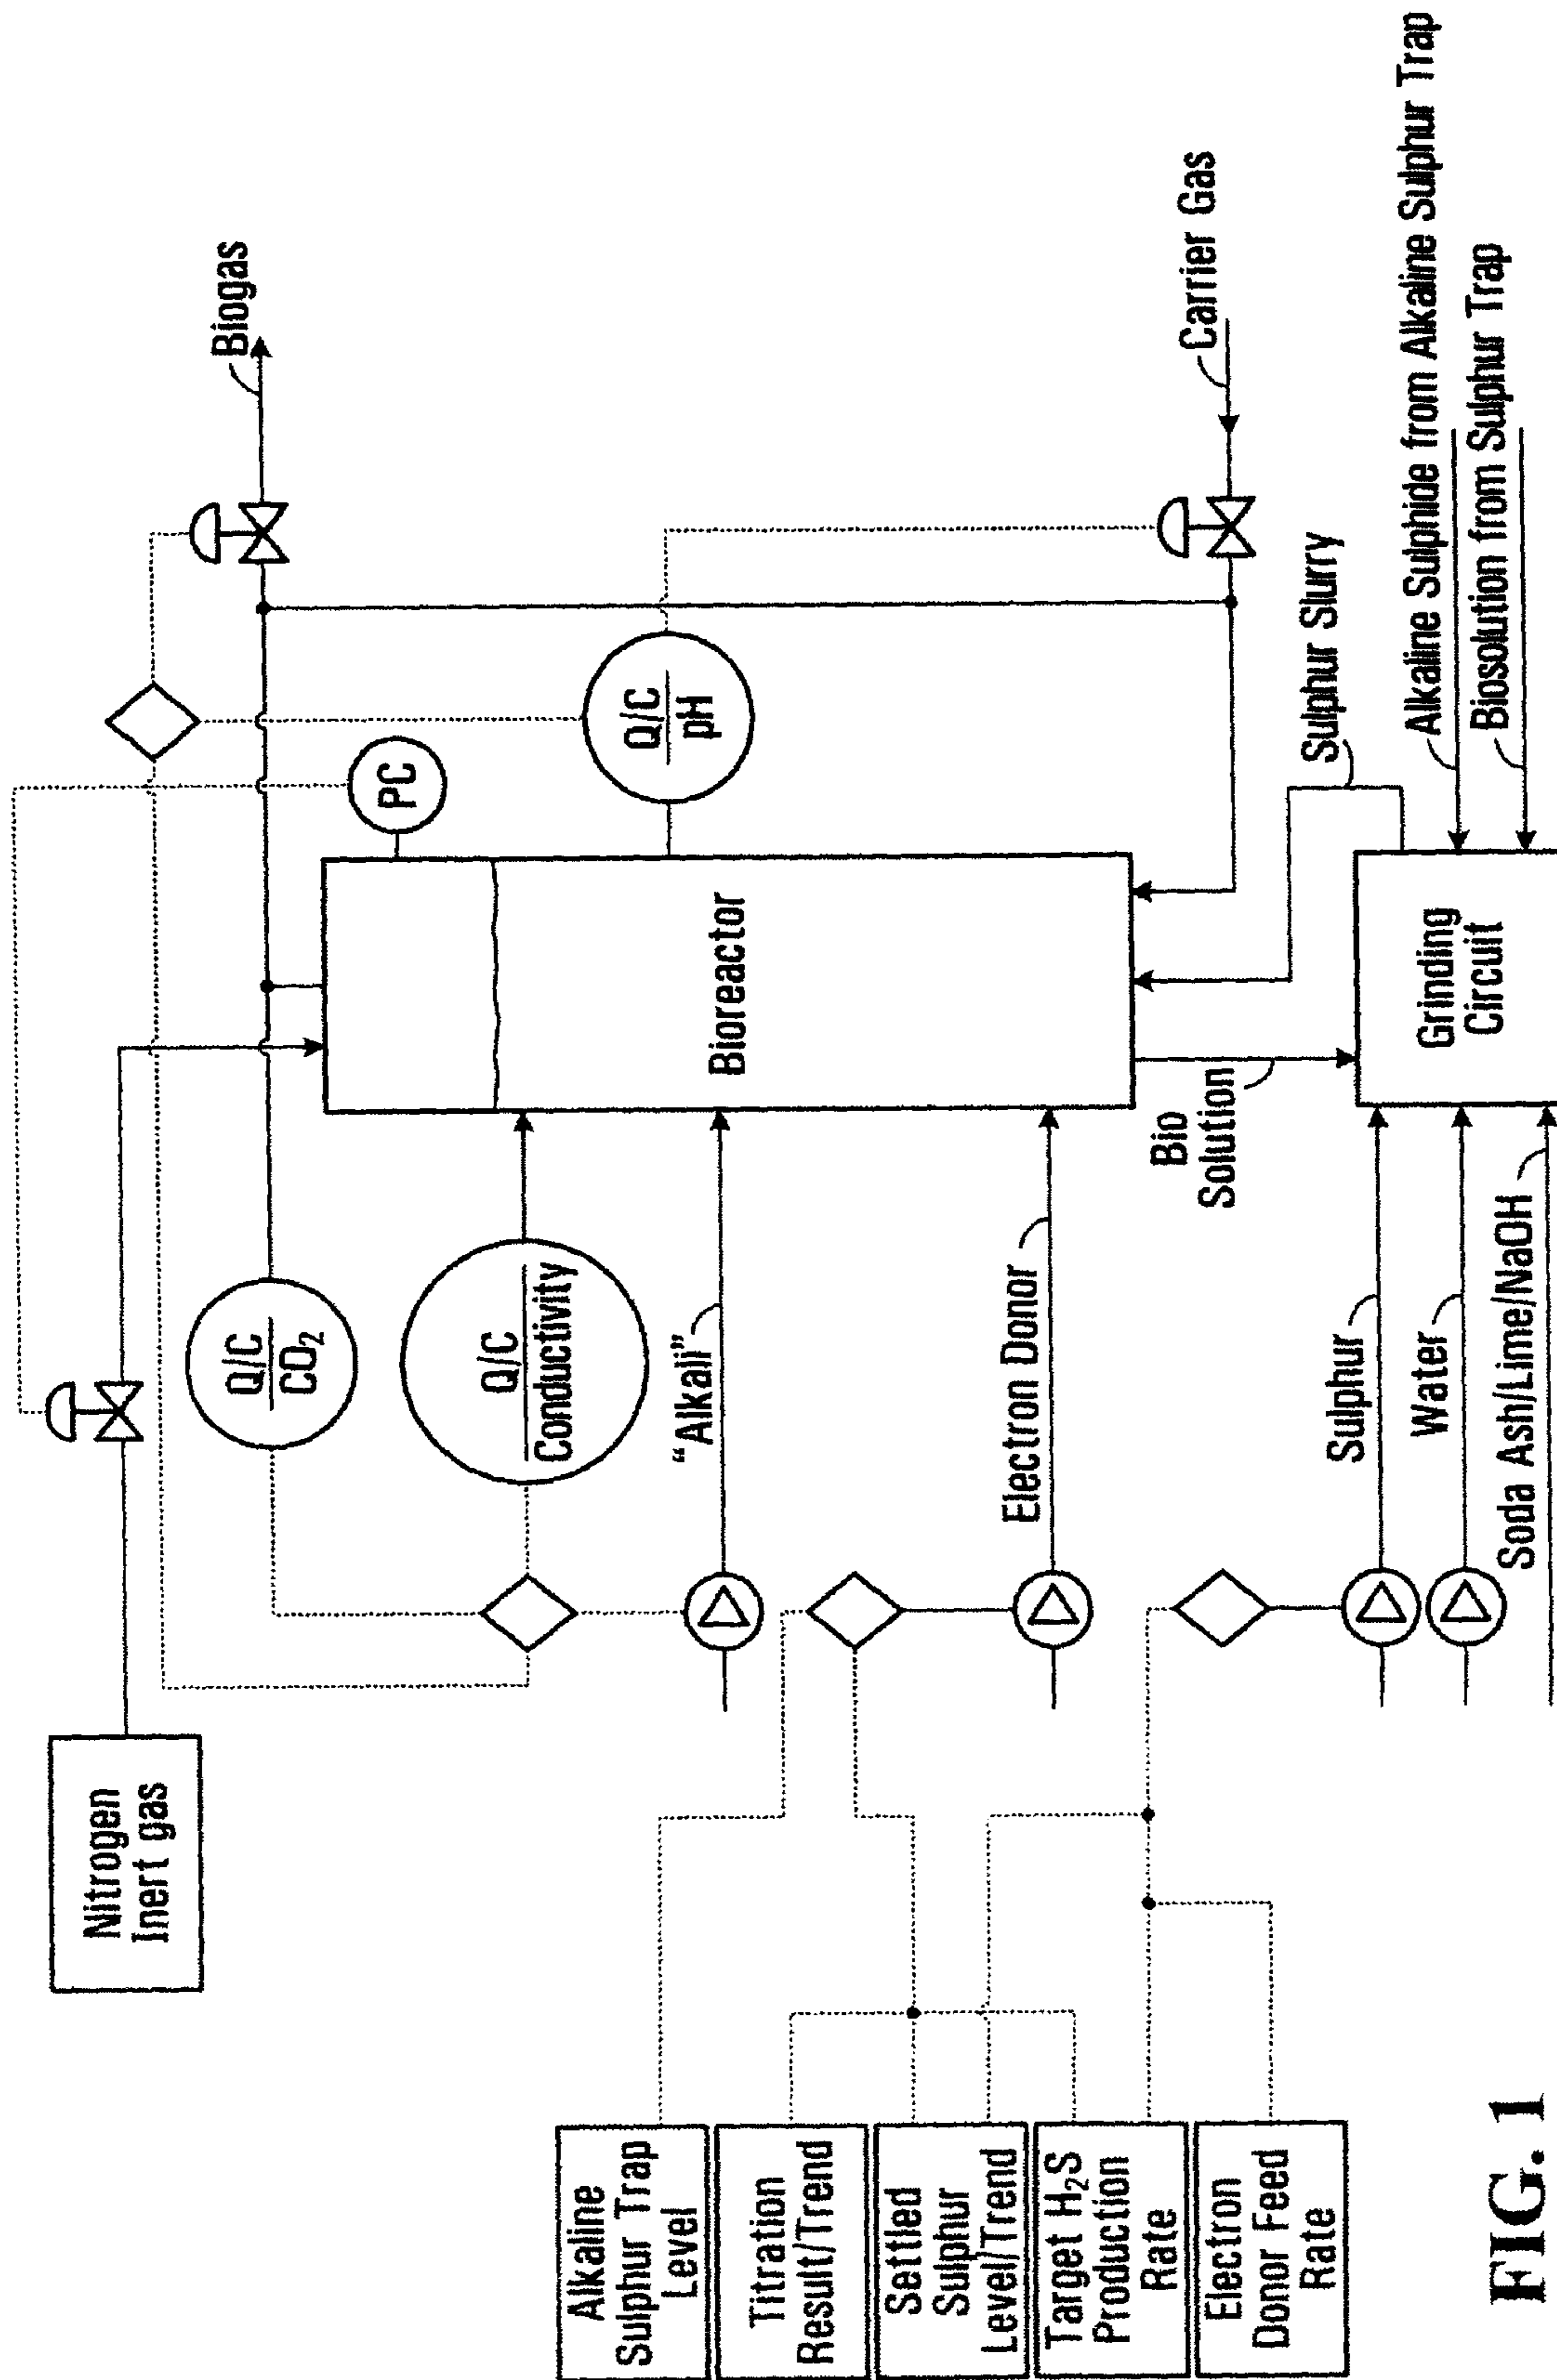 Nitrogen
Inert gas
Biogas
PC
Q/C
CO₂
Q/C
Conductivity
Q/C
pH
"Alkali"
Bioreactor
Electron Donor
Carrier Gas
Bio
Solution
Sulphur Slurry
Alkaline Sulphide from Alkaline Sulphur Trap
Biosolution from Sulphur Trap
Sulphur
Water
Soda Ash/Lime/NaOH
Grinding
Circuit
Alkaline
Sulphur Trap
Level
Titration
Result/Trend
Settled
Sulphur
Level/Trend
Target H₂S
Production
Rate
Electron
Donor Feed
Rate
FIG. 1